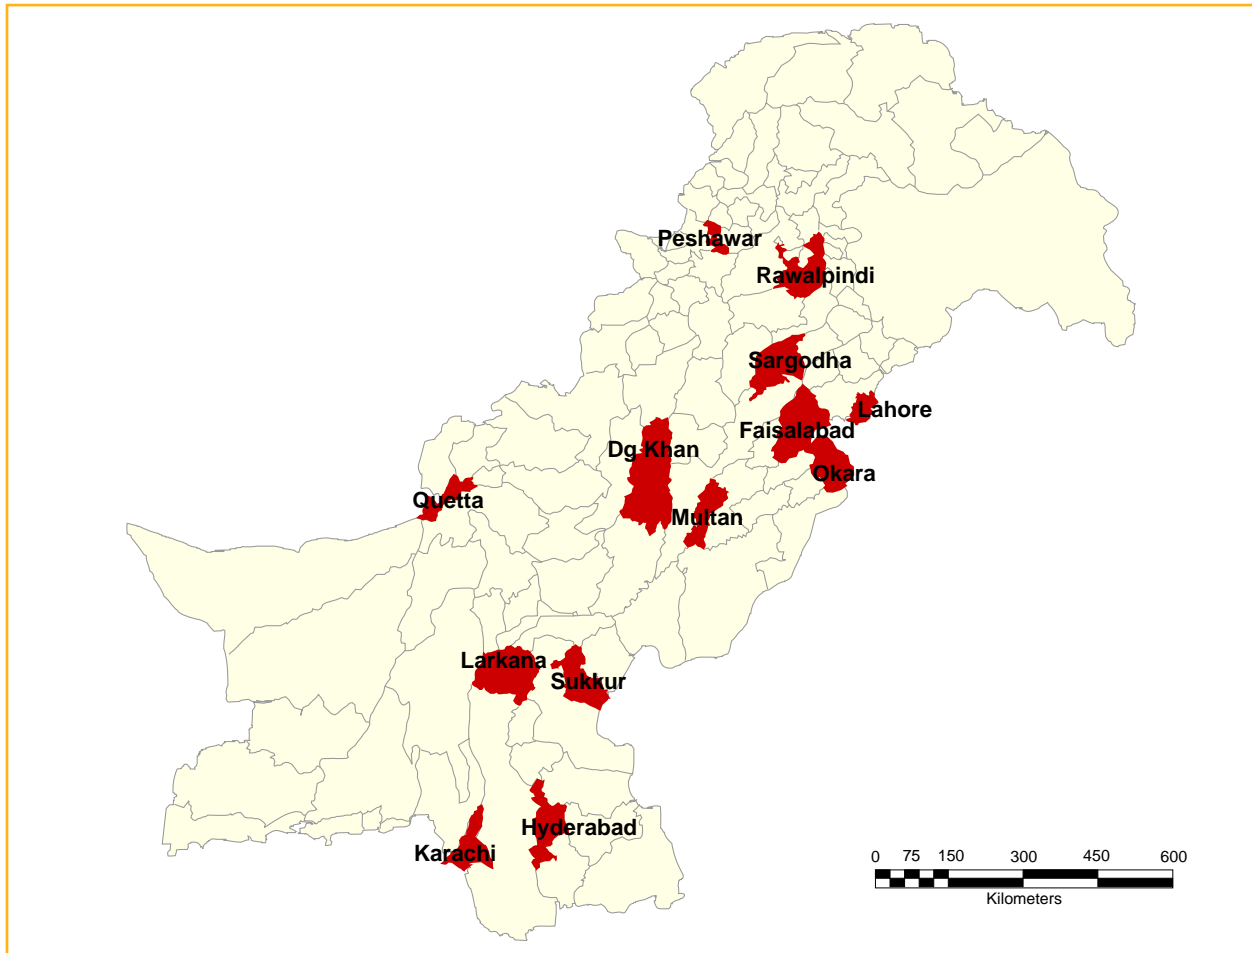 Peshawar
Rawalpindi
Sargodha
Lahore
Faisalabad
Dg Khan
Okara
Quetta
Multan
Larkana
Sukkur
Hyderabad
Karachi
0 75 150 300 450 600
Kilometers